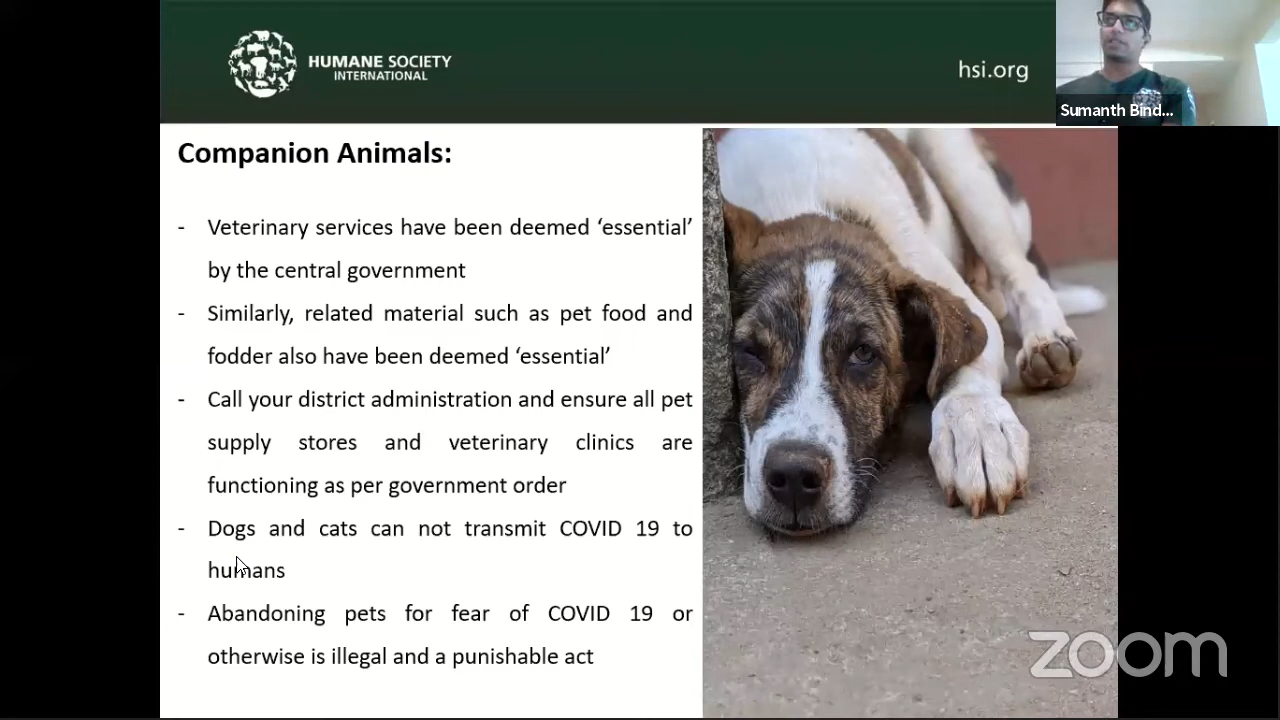 HUMANE SOCIETY
INTERNATIONAL
hsi.org
Sumanth Bind...
Companion Animals:
- Veterinary services have been deemed ‘essential’
by the central government
- Similarly, related material such as pet food and
fodder also have been deemed ‘essential’
- Call your district administration and ensure all pet
supply stores and veterinary clinics are
functioning as per government order
- Dogs and cats can not transmit COVID 19 to
humans
- Abandoning pets for fear of COVID 19 or
otherwise is illegal and a punishable act
zoom